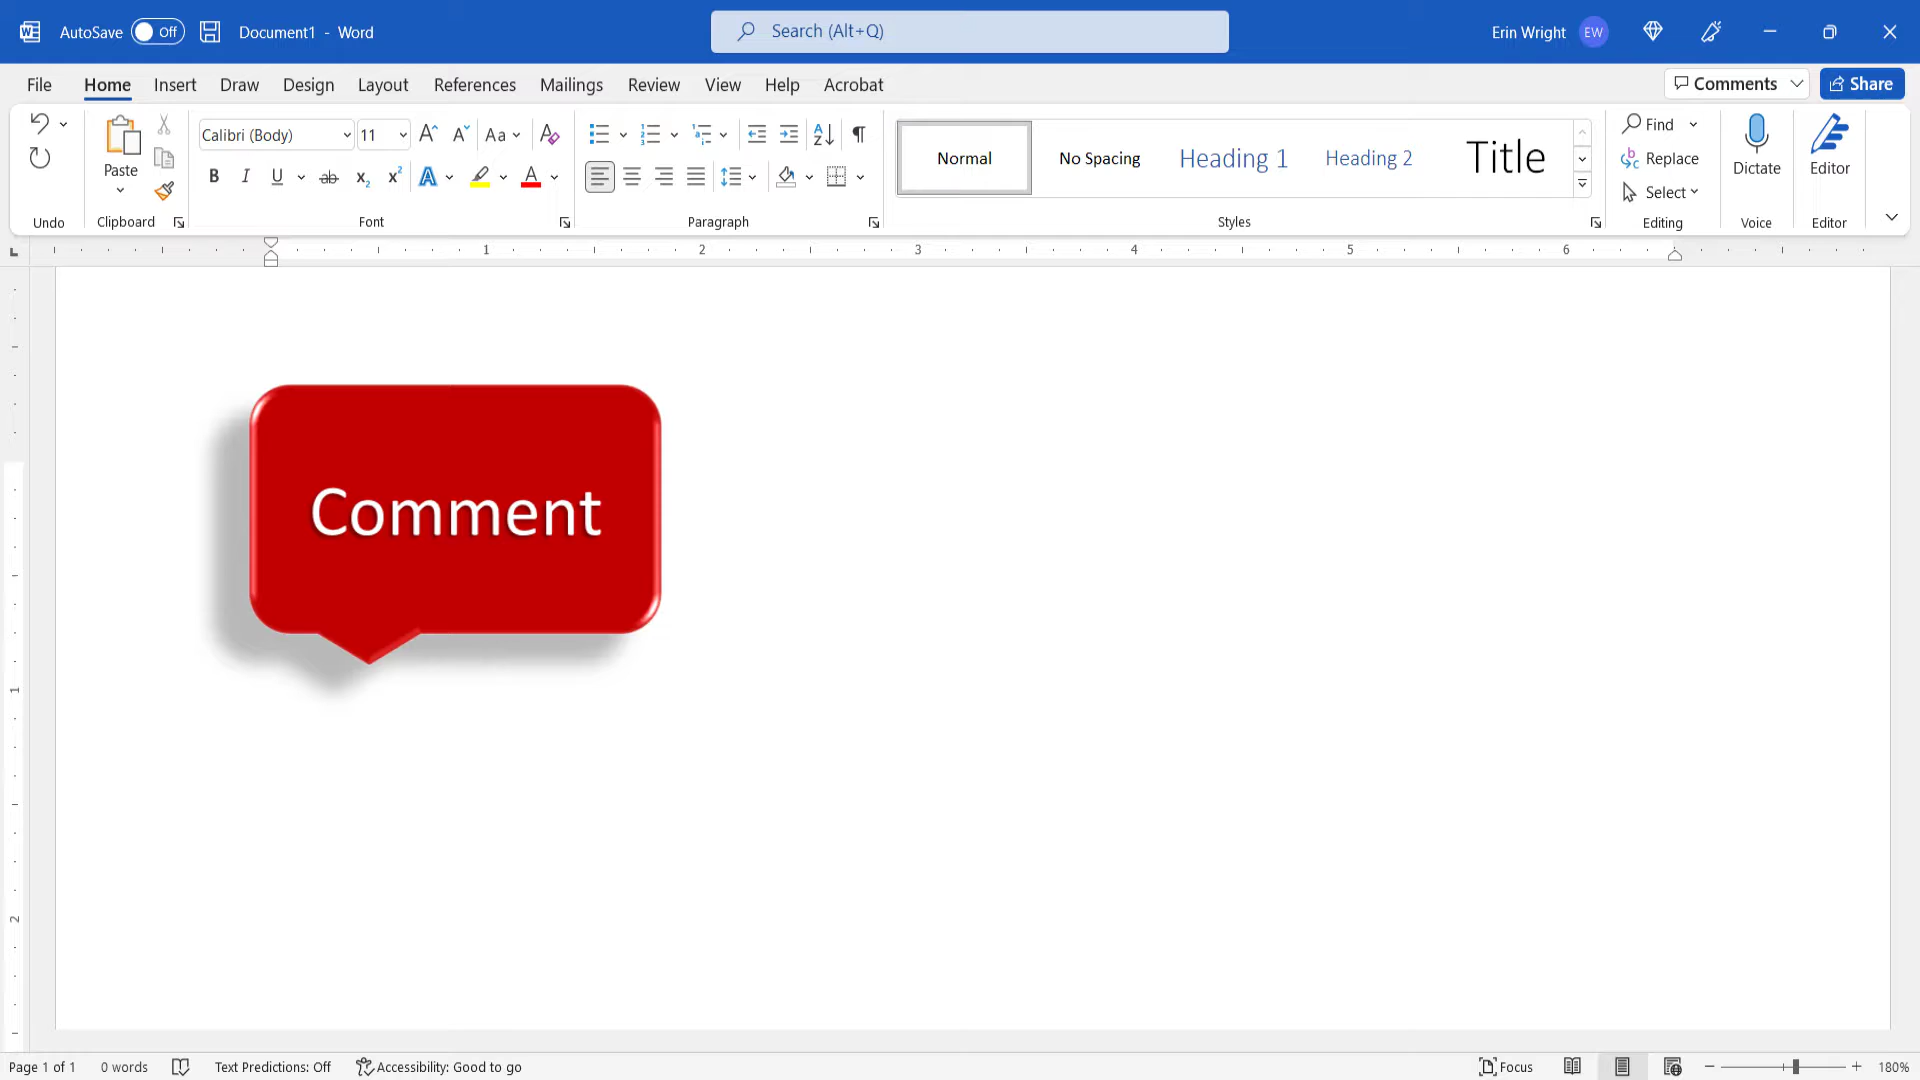 AutoSave Off Document1 - Word Search (Alt+Q) Erin Wright EW
File Home Insert Draw Design Layout References Mailings Review View Help Acrobat Comments Share
Calibri (Body) 11 Aa Normal No Spacing Heading 1 Heading 2 Title Find
Paste Replace Dictate Editor
B I U ab Select
Undo Clipboard Font Paragraph Styles Editing Voice Editor
1 2 3 4 5 6
Comment
1
2
Page 1 of 1 0 words Text Predictions: Off Accessibility: Good to go Focus 180%